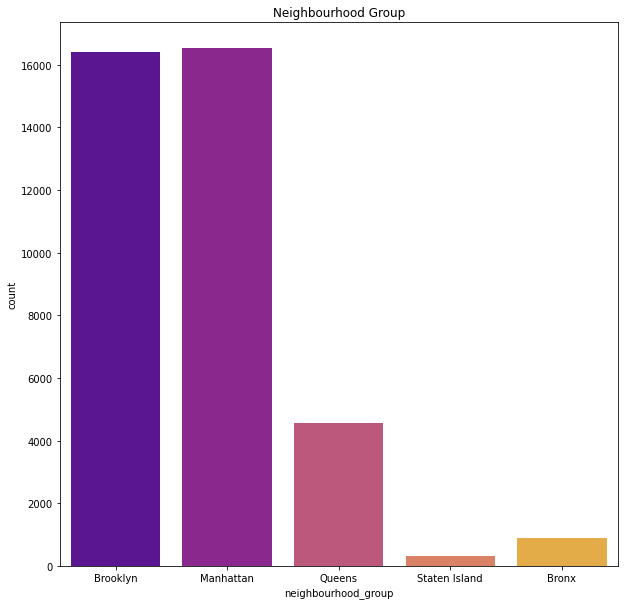 Neighbourhood Group
16000
14000
12000
10000
8000
6000
4000
2000
0
count
Brooklyn Manhattan Queens Staten Island Bronx
neighbourhood_group